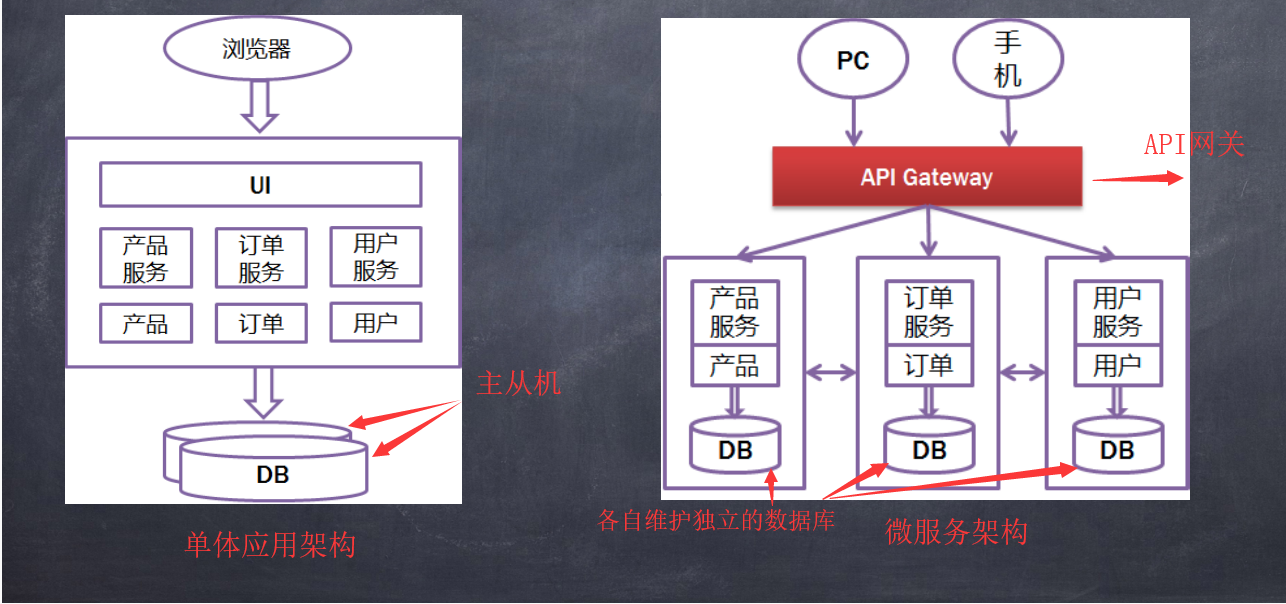 浏览器
UI
产品
服务
订单
服务
用户
服务
产品
订单
用户
主从机
DB
单体应用架构
PC
手
机
API Gateway
API网关
产品
服务
产品
DB
订单
服务
订单
DB
用户
服务
用户
DB
各自维护独立的数据库
微服务架构